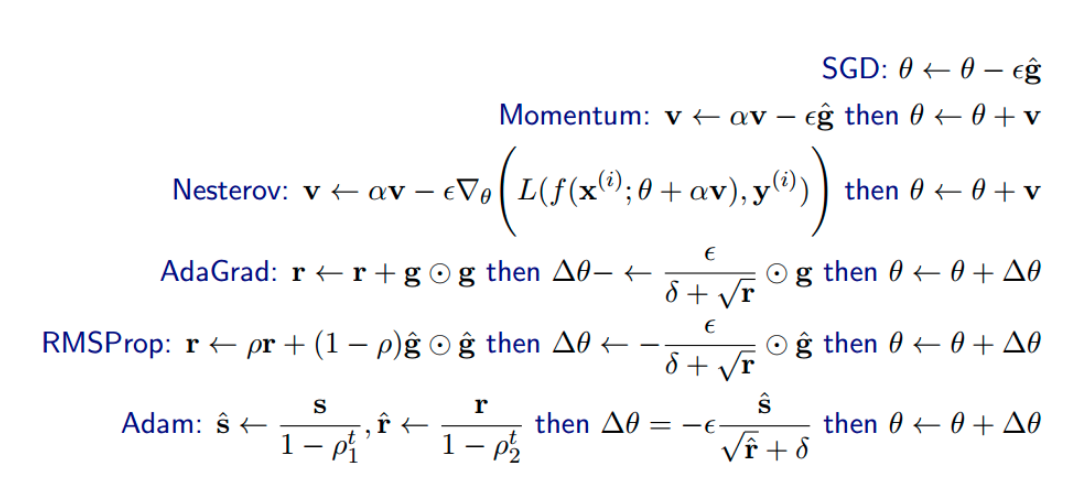 SGD: θ ← θ − ϵĝ
Momentum: v ← αv − ϵĝ then θ ← θ + v
Nesterov: v ← αv − ϵ∇_θ(L(f(x^(i); θ + αv), y^(i))) then θ ← θ + v
AdaGrad: r ← r + g ⊙ g then Δθ− ← ϵ/(δ + √r) ⊙ g then θ ← θ + Δθ
RMSProp: r ← ρr + (1 − ρ)ĝ ⊙ ĝ then Δθ ← −ϵ/(δ + √r) ⊙ ĝ then θ ← θ + Δθ
Adam: ŝ ← s/(1 − ρ₁^t), r̂ ← r/(1 − ρ₂^t) then Δθ = −ϵ ŝ/(√r̂ + δ) then θ ← θ + Δθ